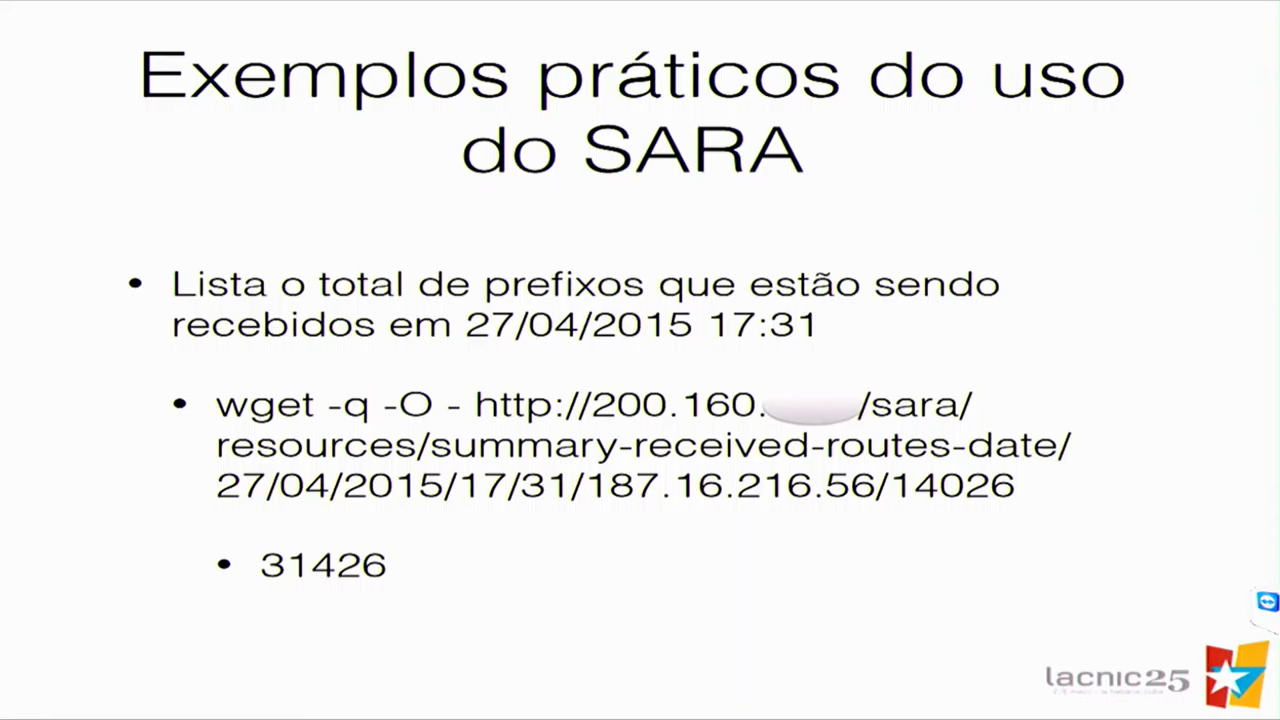 Exemplos práticos do uso
do SARA
• Lista o total de prefixos que estão sendo
recebidos em 27/04/2015 17:31
• wget -q -O - http://200.160. /sara/
resources/summary-received-routes-date/
27/04/2015/17/31/187.16.216.56/14026
• 31426
lacnic25